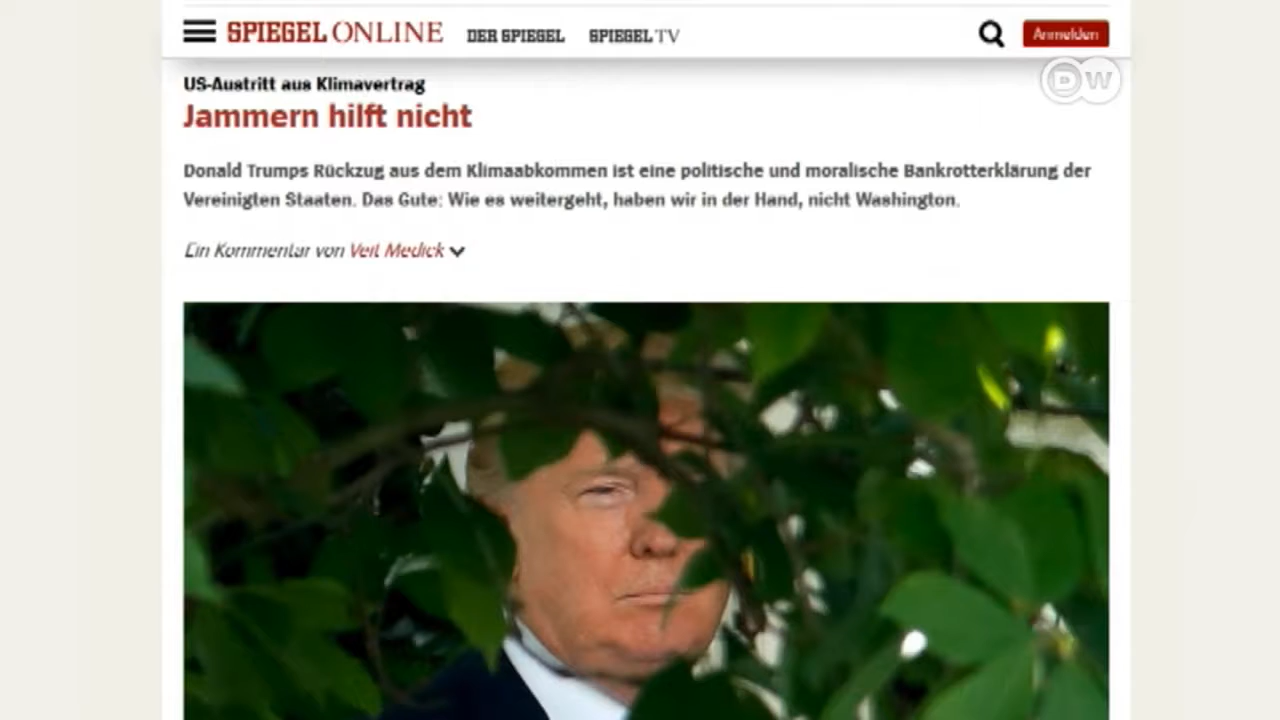 SPIEGEL ONLINE DER SPIEGEL SPIEGEL TV Anmelden
DW
US-Austritt aus Klimavertrag
Jammern hilft nicht
Donald Trumps Rückzug aus dem Klimaabkommen ist eine politische und moralische Bankrotterklärung der
Vereinigten Staaten. Das Gute: Wie es weitergeht, haben wir in der Hand, nicht Washington.
Ein Kommentar von Veit Medick